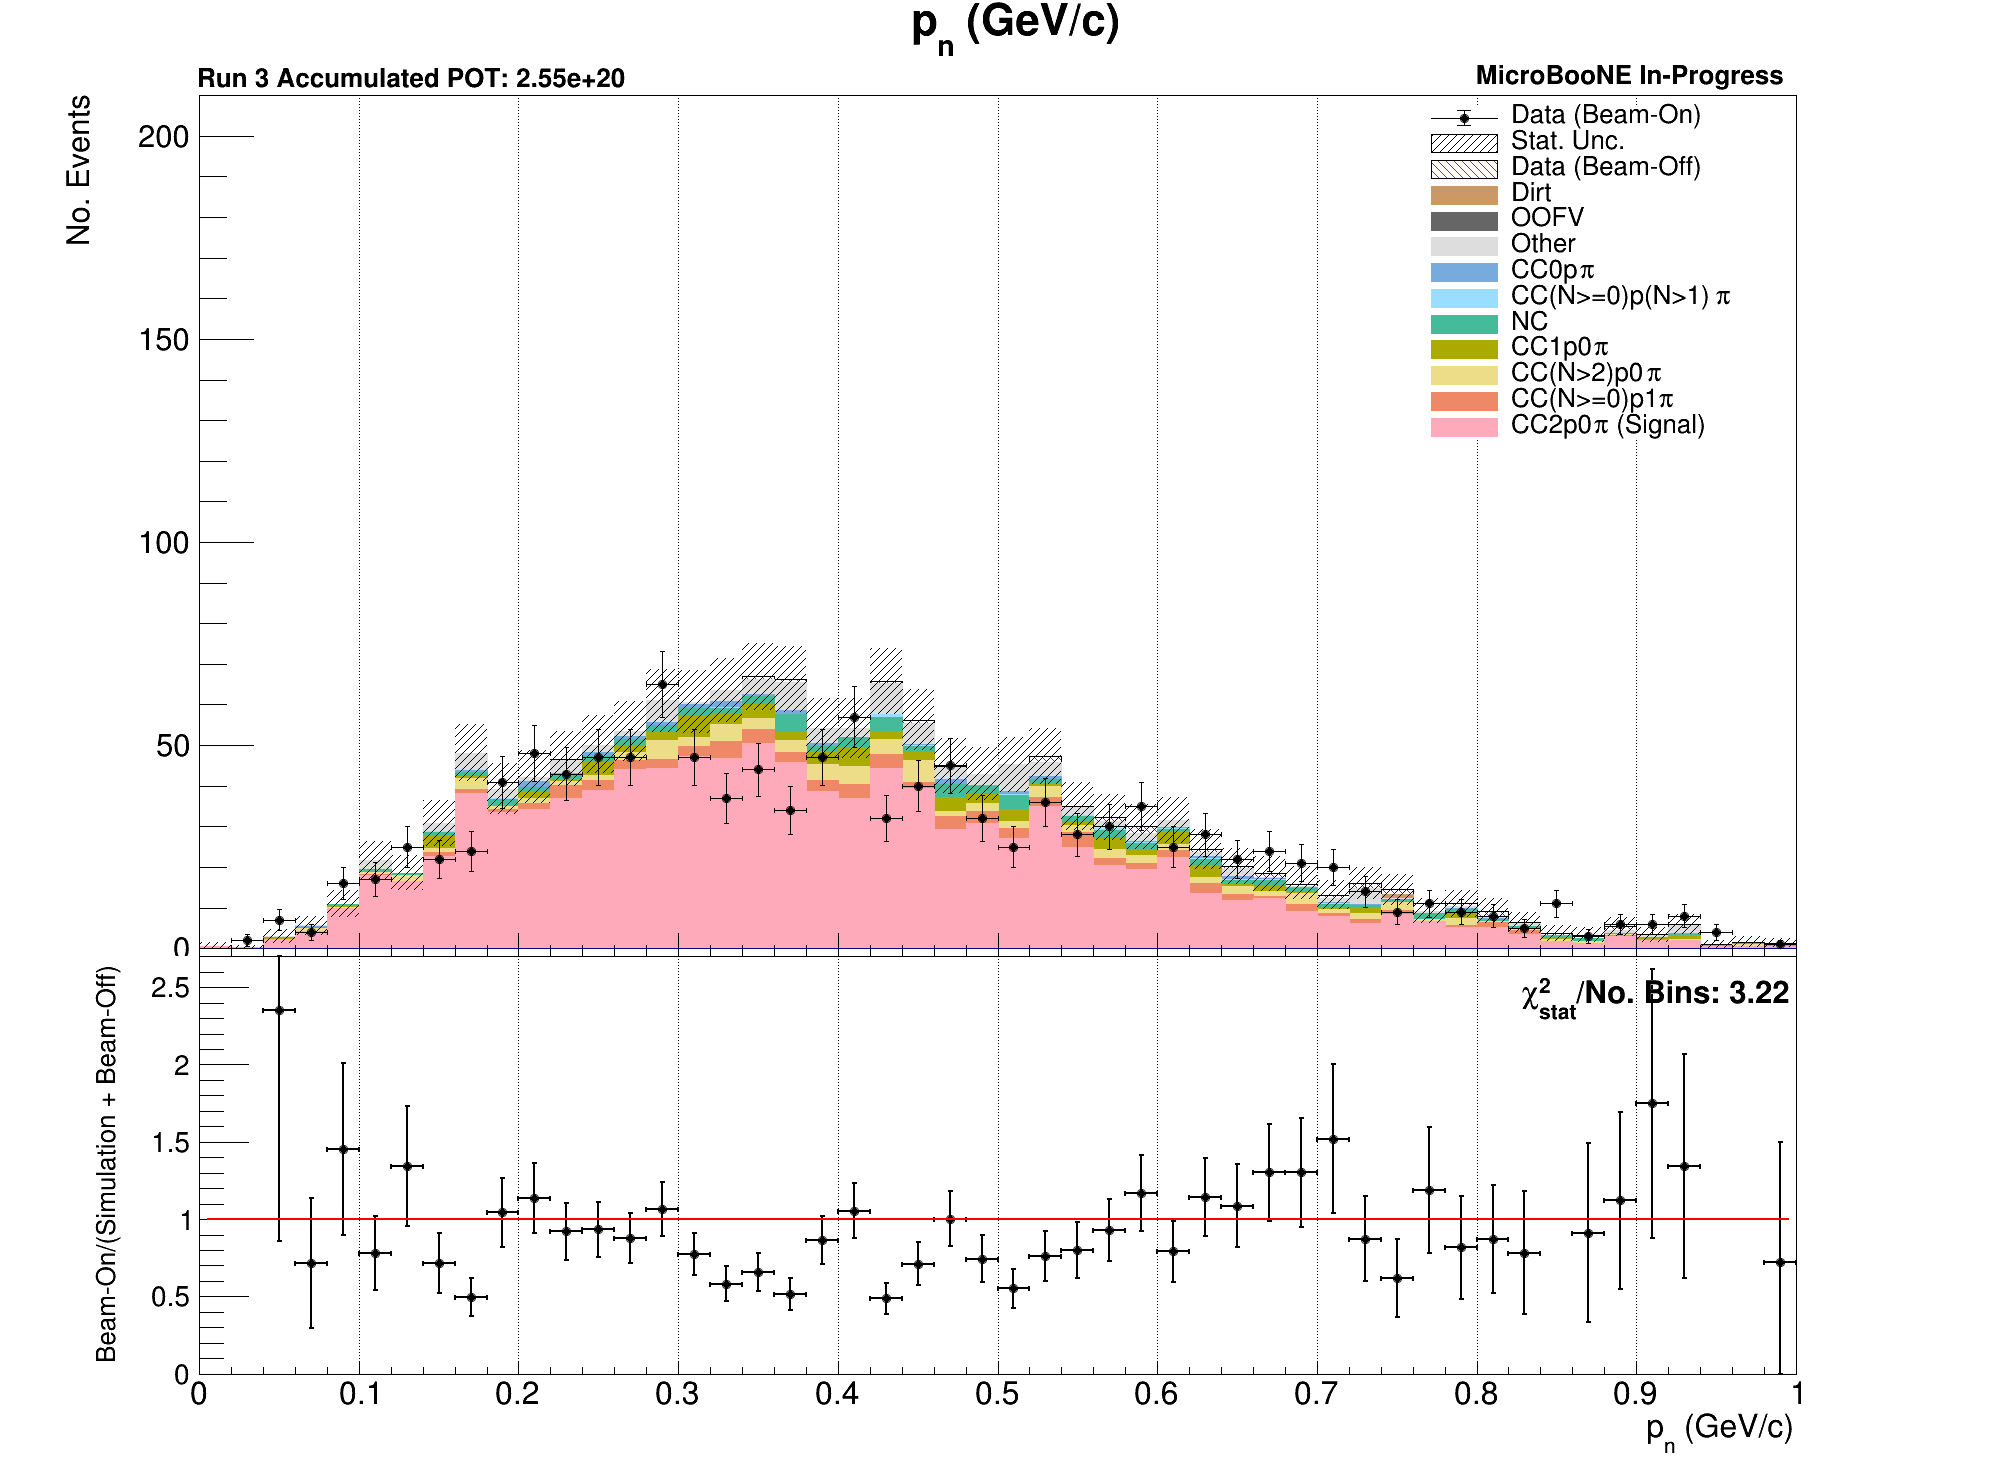 pn (GeV/c)
Run 3 Accumulated POT: 2.55e+20
MicroBooNE In-Progress
No. Events
200
150
100
50
0
Data (Beam-On)
Stat. Unc.
Data (Beam-Off)
Dirt
OOFV
Other
CC0pπ
CC(N>=0)p(N>1) π
NC
CC1p0π
CC(N>2)p0π
CC(N>=0)p1π
CC2p0π (Signal)
Beam-On/(Simulation + Beam-Off)
2.5
2
1.5
1
0.5
0
χ²stat/No. Bins: 3.22
0 0.1 0.2 0.3 0.4 0.5 0.6 0.7 0.8 0.9 1
pn (GeV/c)